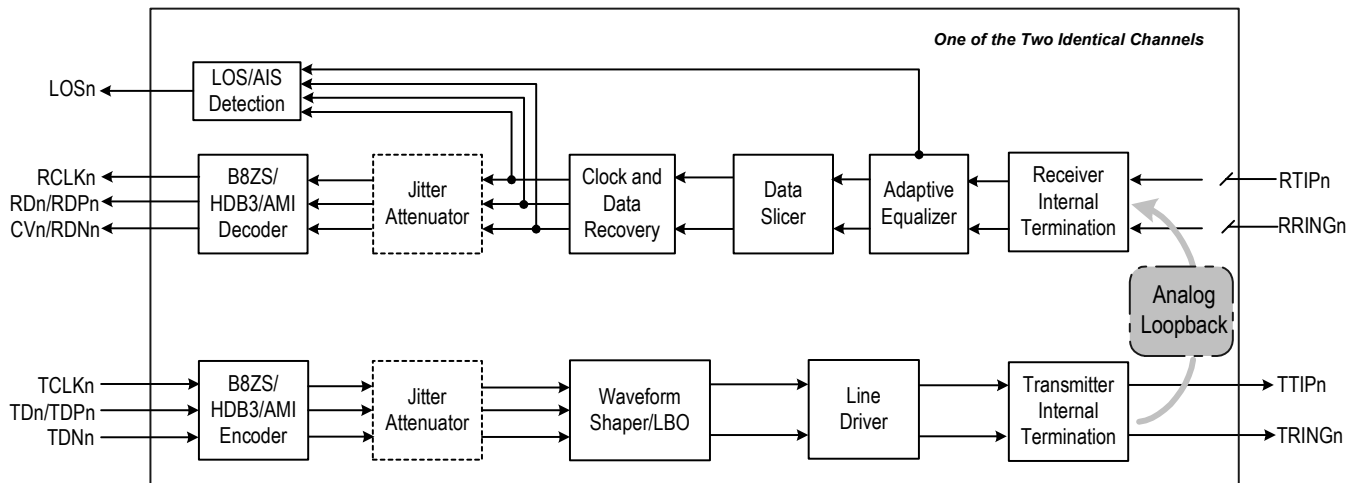 One of the Two Identical Channels
LOSn
LOS/AIS
Detection
RCLKn
RDn/RDPn
CVn/RDNn
B8ZS/
HDB3/AMI
Decoder
Jitter
Attenuator
Clock and
Data
Recovery
Data
Slicer
Adaptive
Equalizer
Receiver
Internal
Termination
RTIPn
RRINGn
Analog
Loopback
TCLKn
TDn/TDPn
TDNn
B8ZS/
HDB3/AMI
Encoder
Jitter
Attenuator
Waveform
Shaper/LBO
Line
Driver
Transmitter
Internal
Termination
TTIPn
TRINGn